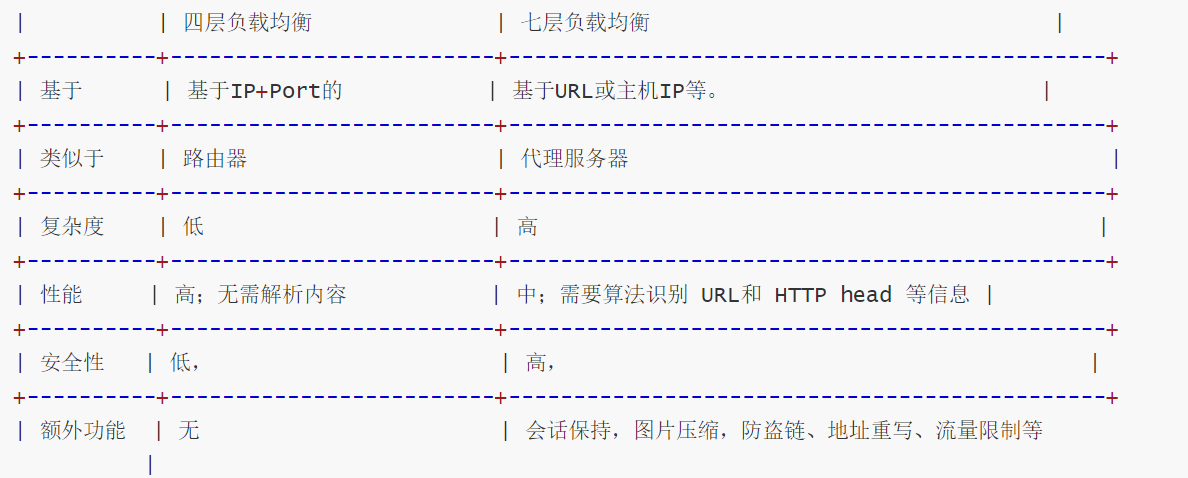 |          | 四层负载均衡              | 七层负载均衡                                |
+----------+-------------------------+----------------------------------------------+
| 基于      | 基于IP+Port的            | 基于URL或主机IP等。                          |
+----------+-------------------------+----------------------------------------------+
| 类似于    | 路由器                   | 代理服务器                                    |
+----------+-------------------------+----------------------------------------------+
| 复杂度    | 低                      | 高                                           |
+----------+-------------------------+----------------------------------------------+
| 性能     | 高；无需解析内容           | 中；需要算法识别 URL和 HTTP head 等信息 |
+----------+-------------------------+----------------------------------------------+
| 安全性   | 低，                      | 高，                                         |
+----------+-------------------------+----------------------------------------------+
| 额外功能  | 无                       | 会话保持，图片压缩，防盗链、地址重写、流量限制等
|